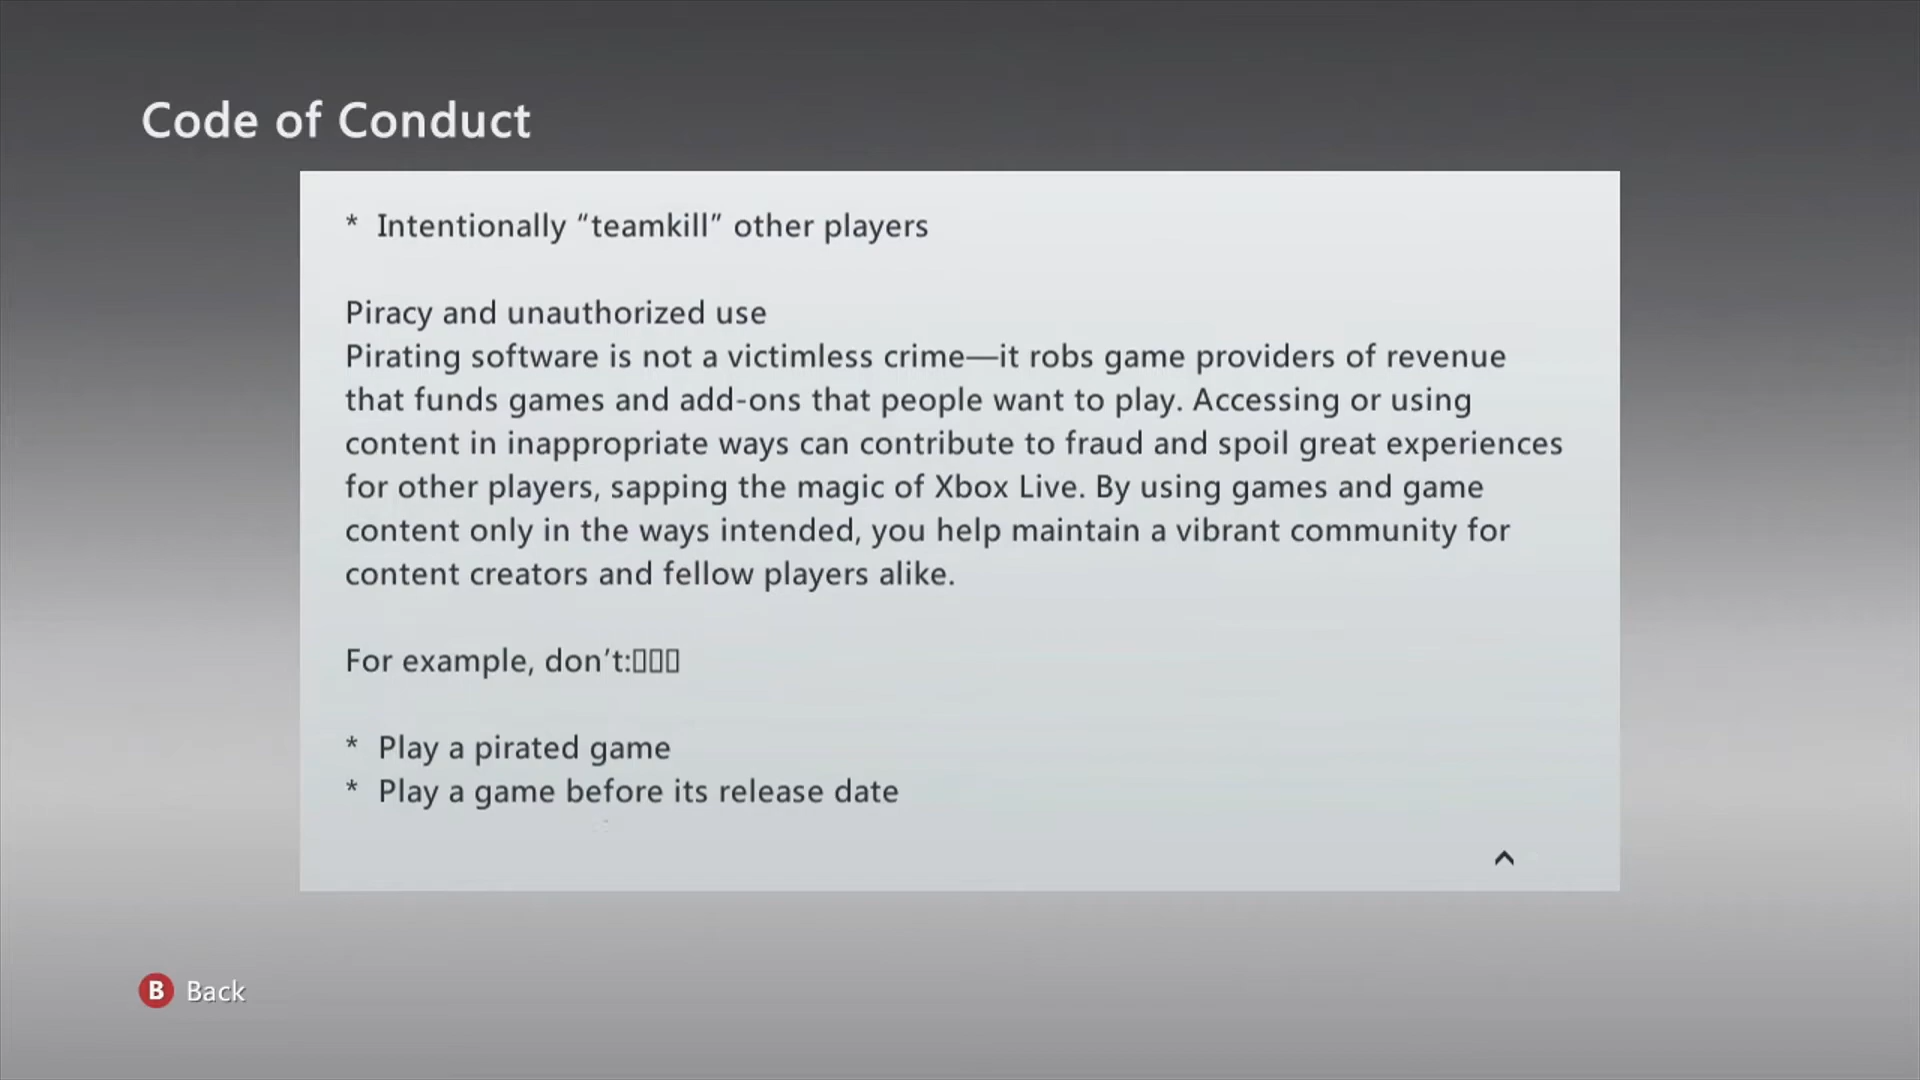 Code of Conduct
* Intentionally “teamkill” other players
Piracy and unauthorized use
Pirating software is not a victimless crime—it robs game providers of revenue
that funds games and add-ons that people want to play. Accessing or using
content in inappropriate ways can contribute to fraud and spoil great experiences
for other players, sapping the magic of Xbox Live. By using games and game
content only in the ways intended, you help maintain a vibrant community for
content creators and fellow players alike.
For example, don’t:▯▯▯
* Play a pirated game
* Play a game before its release date
B Back